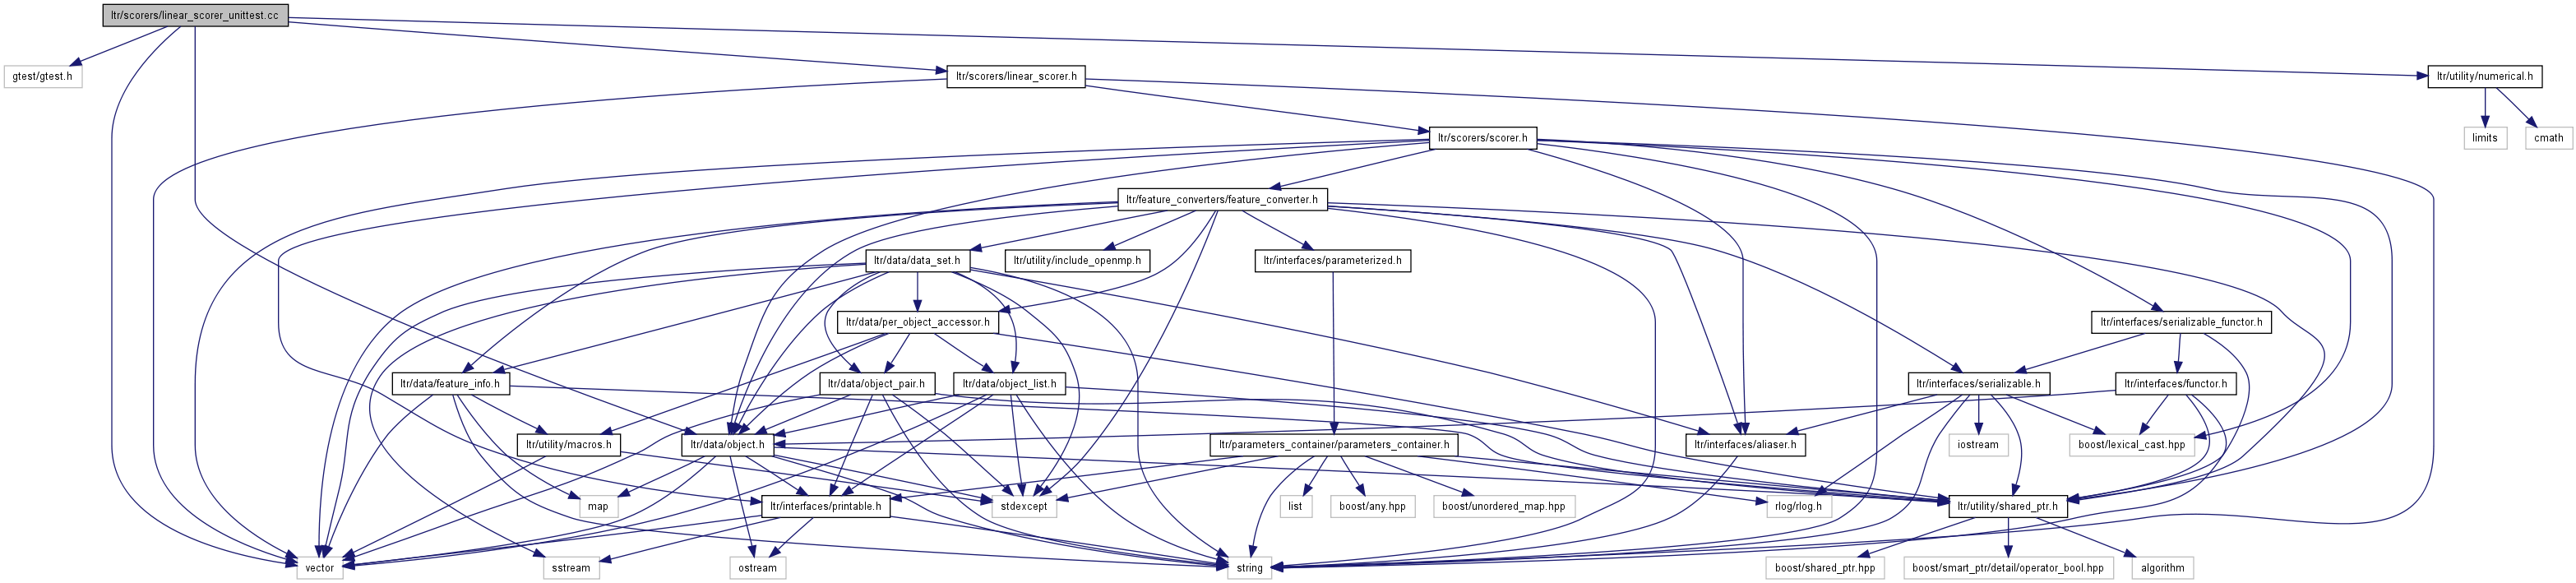 ltr/scorers/linear_scorer_unittest.cc
gtest/gtest.h
ltr/scorers/linear_scorer.h
ltr/utility/numerical.h
ltr/scorers/scorer.h
limits
cmath
ltr/feature_converters/feature_converter.h
ltr/data/data_set.h
ltr/utility/include_openmp.h
ltr/interfaces/parameterized.h
ltr/data/per_object_accessor.h
ltr/interfaces/serializable_functor.h
ltr/data/feature_info.h
ltr/data/object_pair.h
ltr/data/object_list.h
ltr/interfaces/serializable.h
ltr/interfaces/functor.h
ltr/utility/macros.h
ltr/data/object.h
ltr/parameters_container/parameters_container.h
ltr/interfaces/aliaser.h
iostream
boost/lexical_cast.hpp
map
ltr/interfaces/printable.h
stdexcept
list
boost/any.hpp
boost/unordered_map.hpp
rlog/rlog.h
ltr/utility/shared_ptr.h
vector
sstream
ostream
string
boost/shared_ptr.hpp
boost/smart_ptr/detail/operator_bool.hpp
algorithm